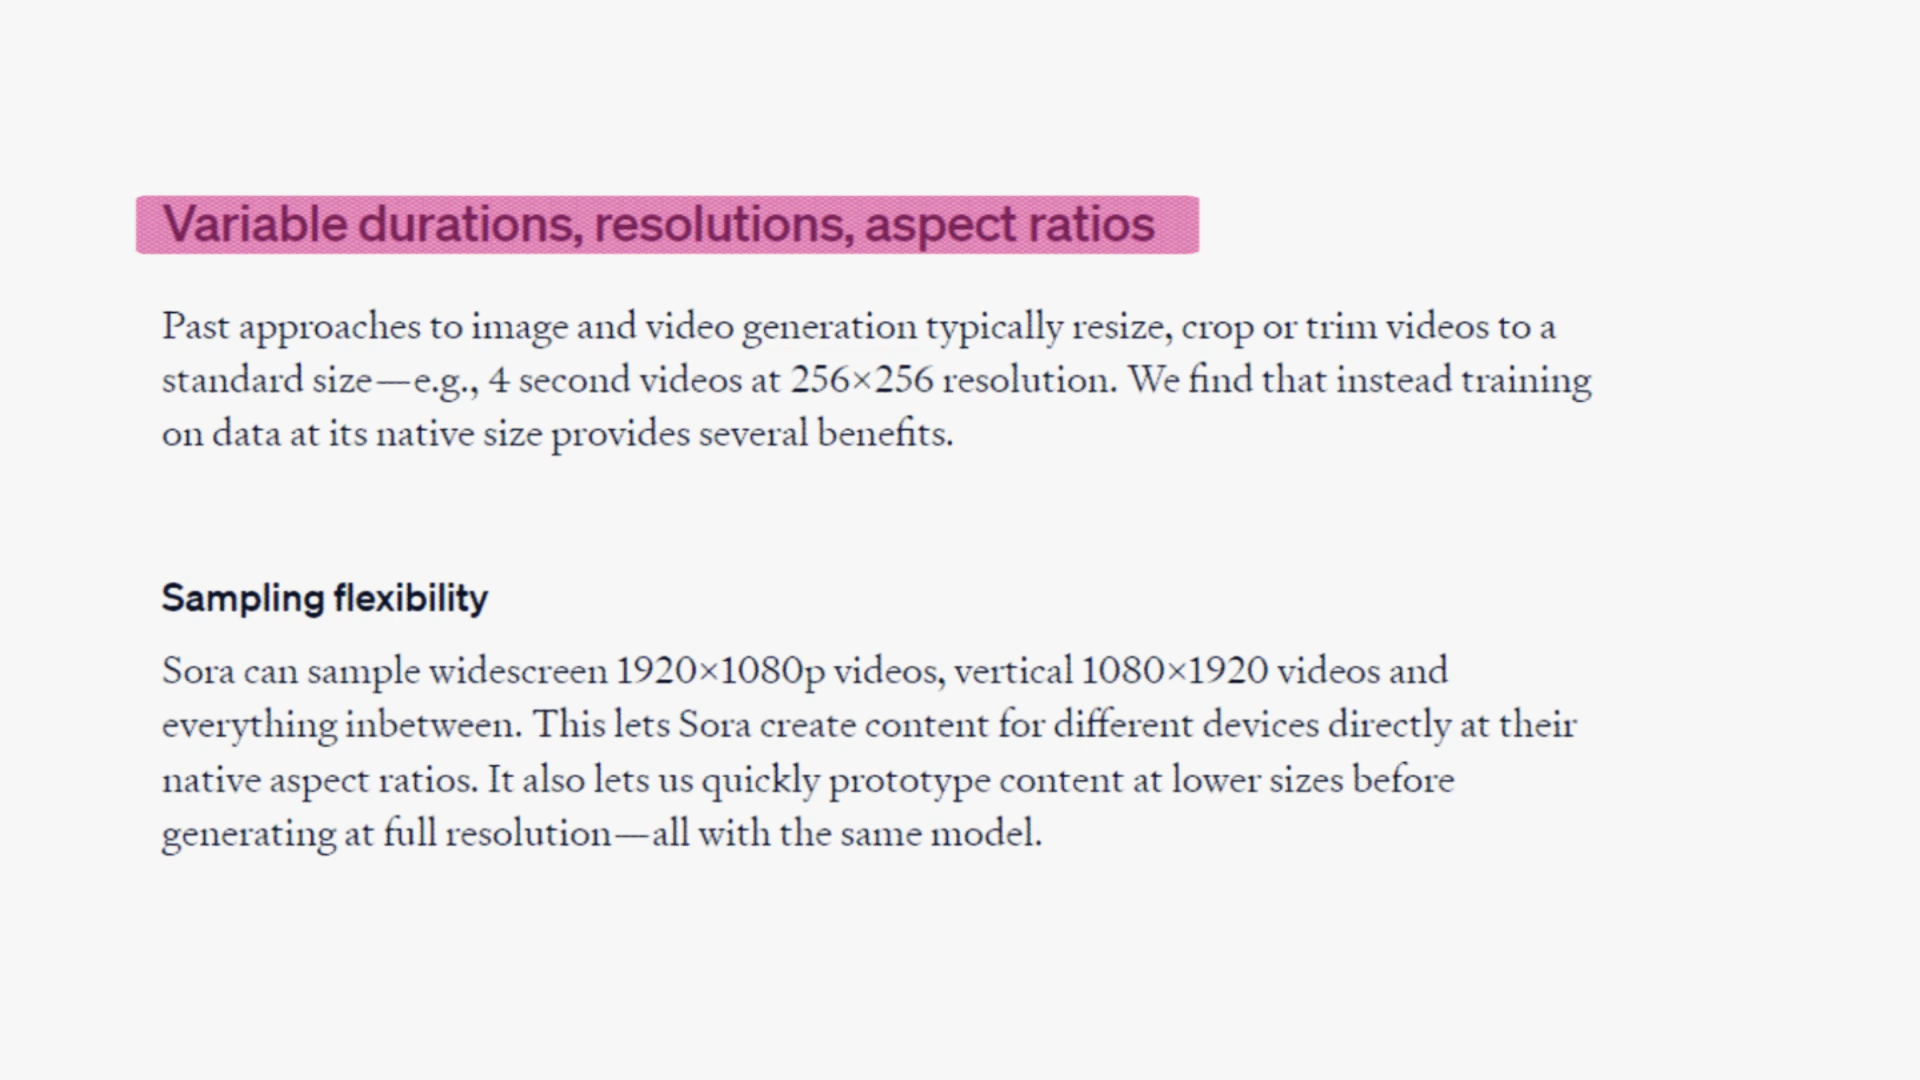 Variable durations, resolutions, aspect ratios
Past approaches to image and video generation typically resize, crop or trim videos to a
standard size—e.g., 4 second videos at 256×256 resolution. We find that instead training
on data at its native size provides several benefits.
Sampling flexibility
Sora can sample widescreen 1920×1080p videos, vertical 1080×1920 videos and
everything inbetween. This lets Sora create content for different devices directly at their
native aspect ratios. It also lets us quickly prototype content at lower sizes before
generating at full resolution—all with the same model.